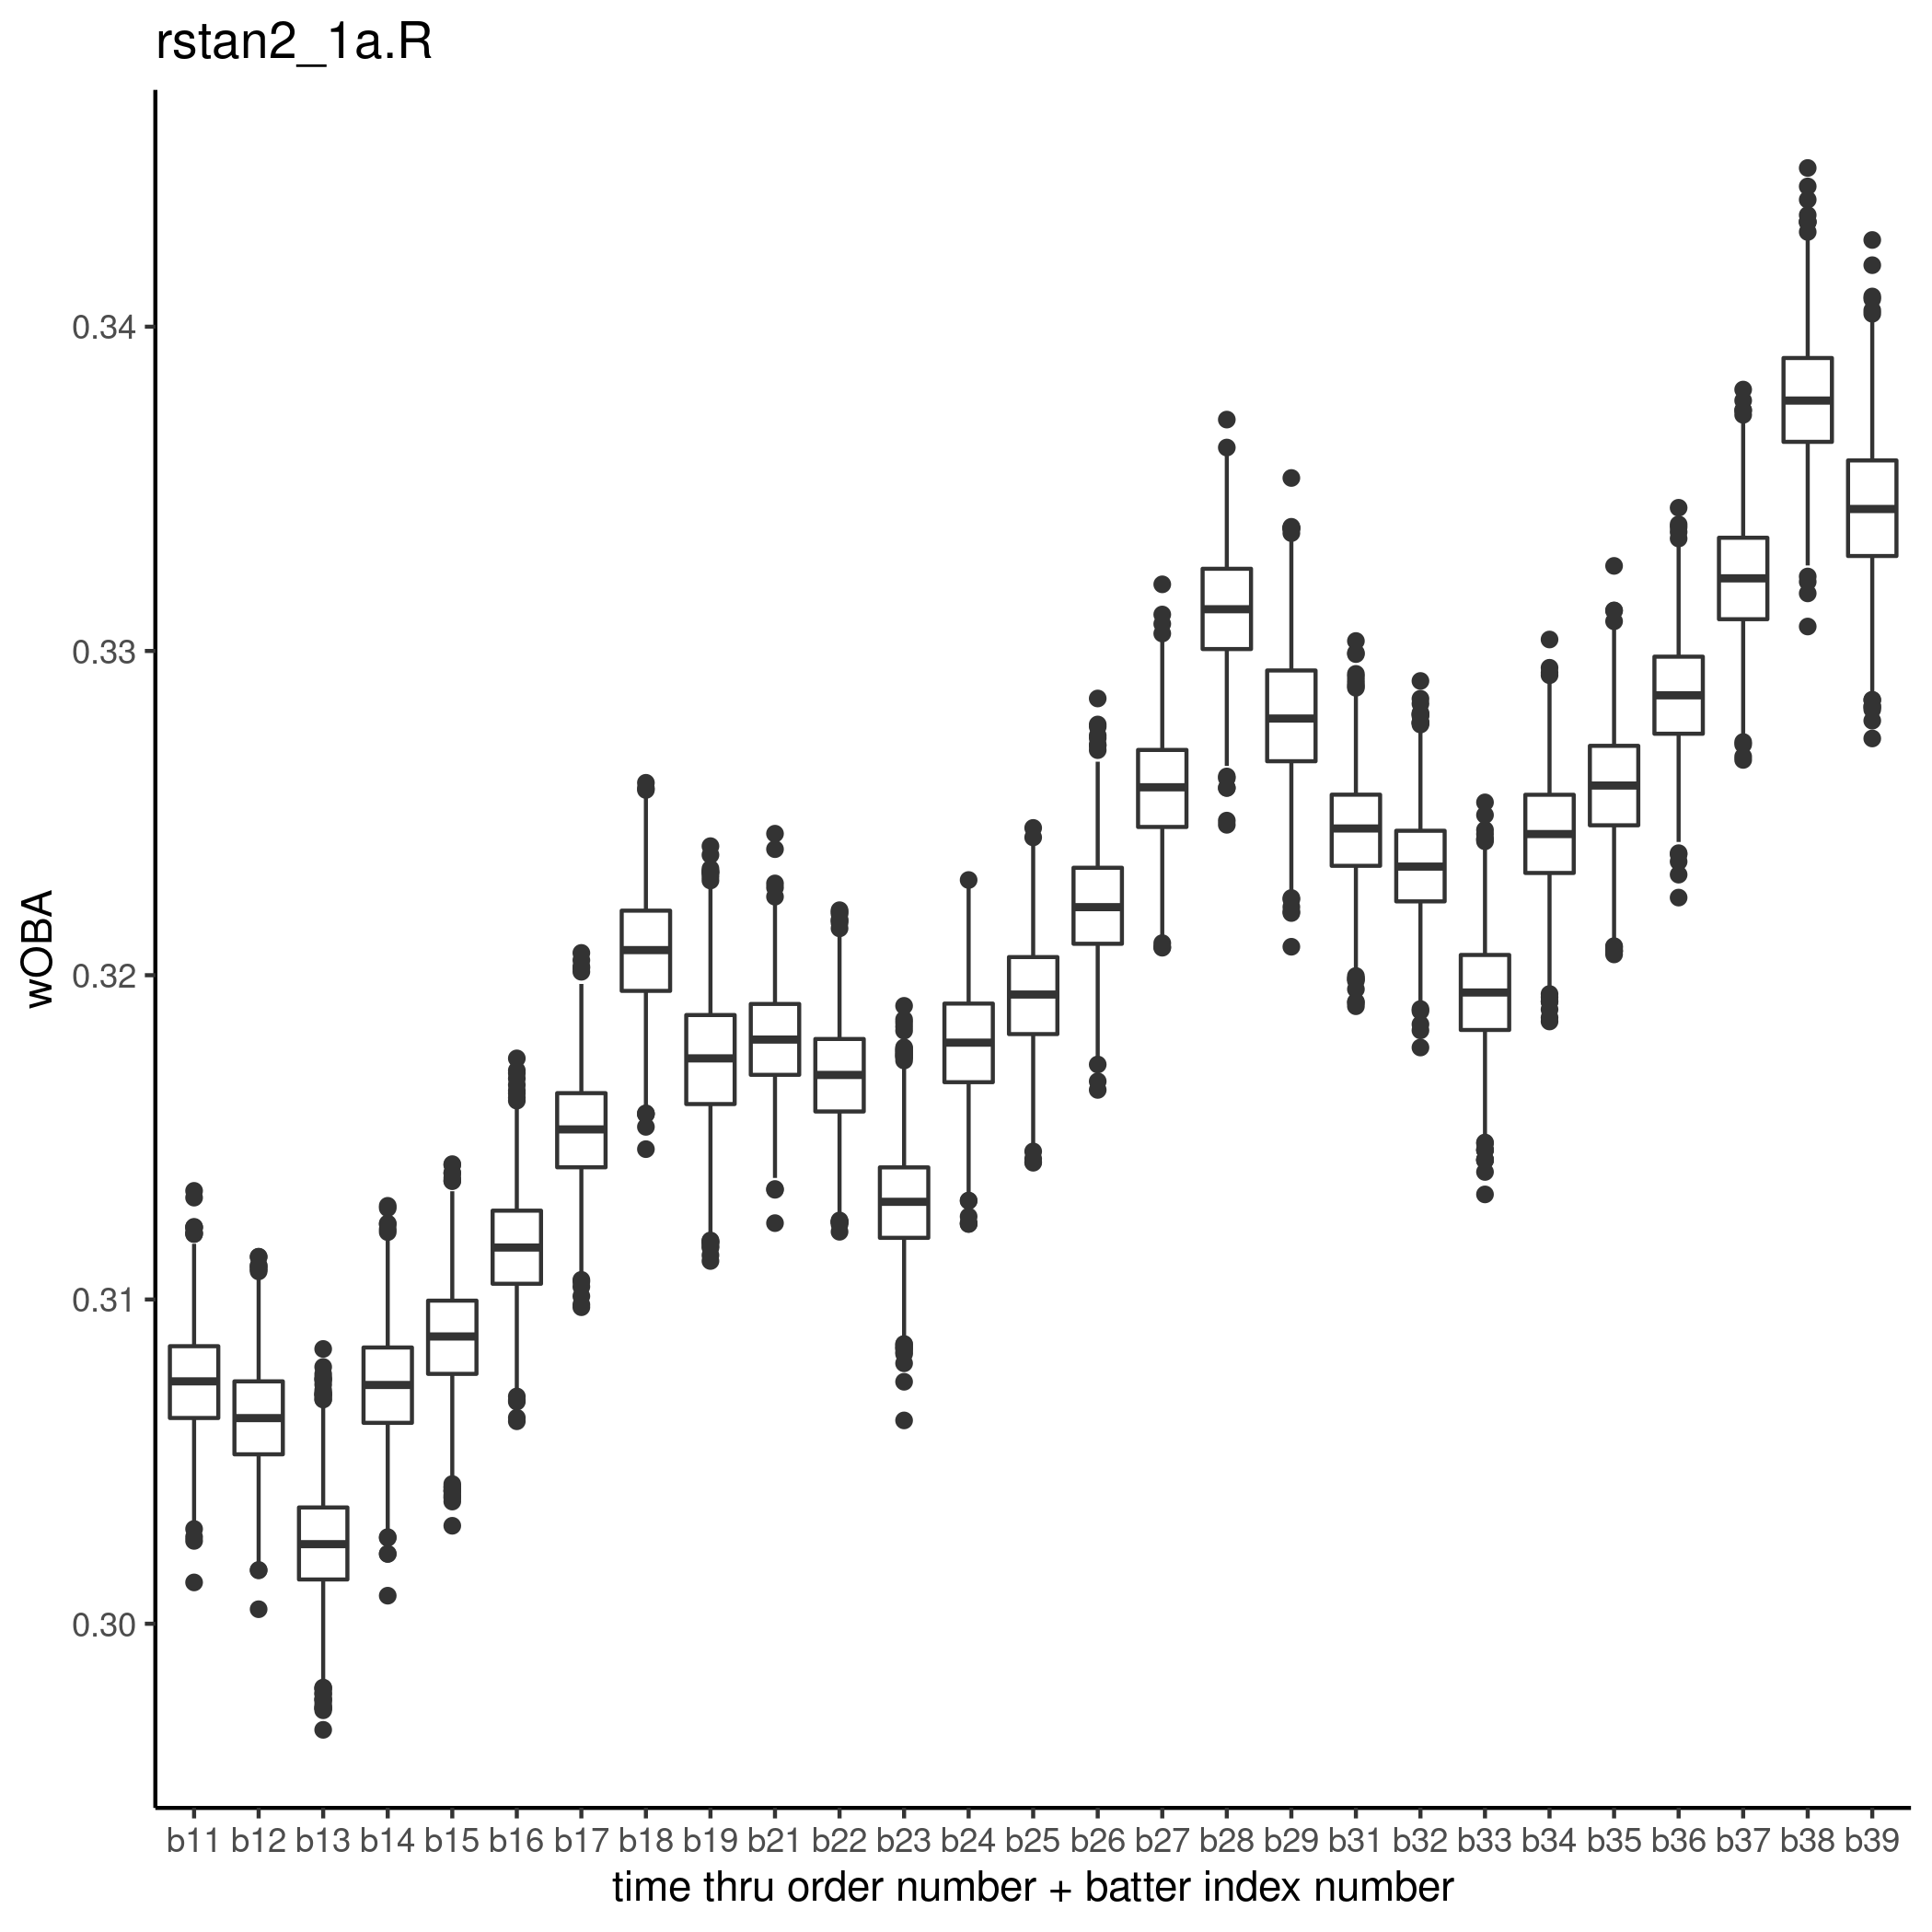 rstan2_1a.R
wOBA
0.34
0.33
0.32
0.31
0.30
b11 b12 b13 b14 b15 b16 b17 b18 b19 b21 b22 b23 b24 b25 b26 b27 b28 b29 b31 b32 b33 b34 b35 b36 b37 b38 b39
time thru order number + batter index number